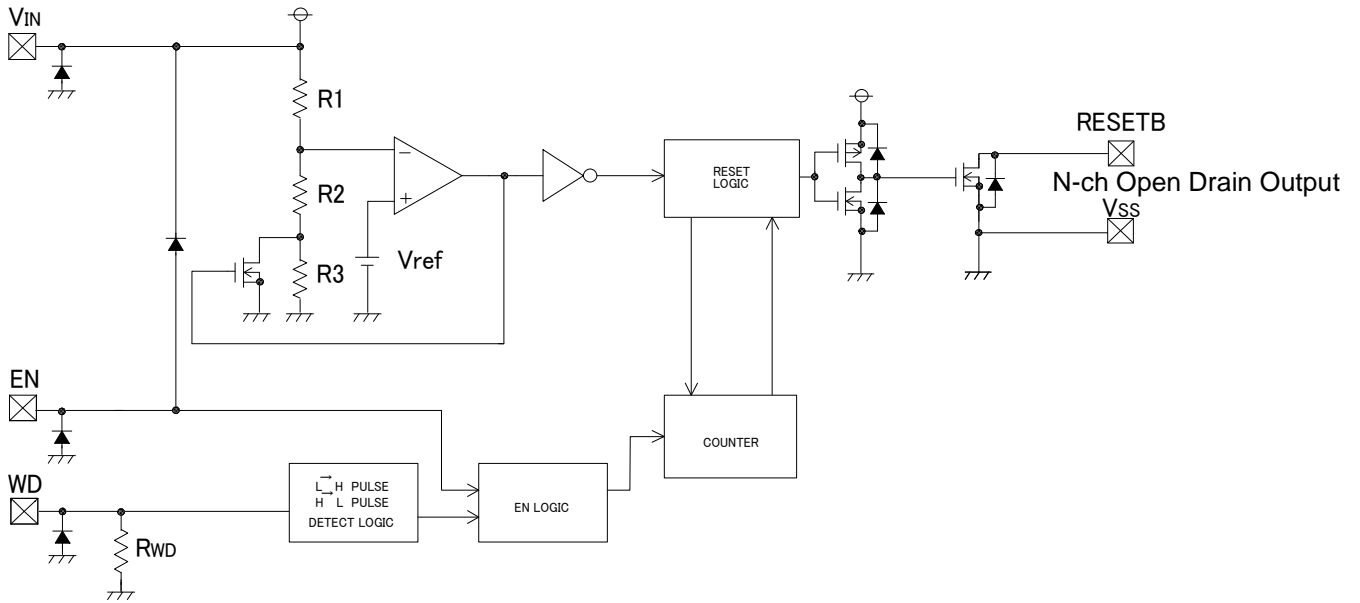 VIN
R1
R2
R3
Vref
−
+
RESET
LOGIC
RESETB
N-ch Open Drain Output
VSS
EN
WD
RWD
L→H PULSE
H→L PULSE
DETECT LOGIC
EN LOGIC
COUNTER